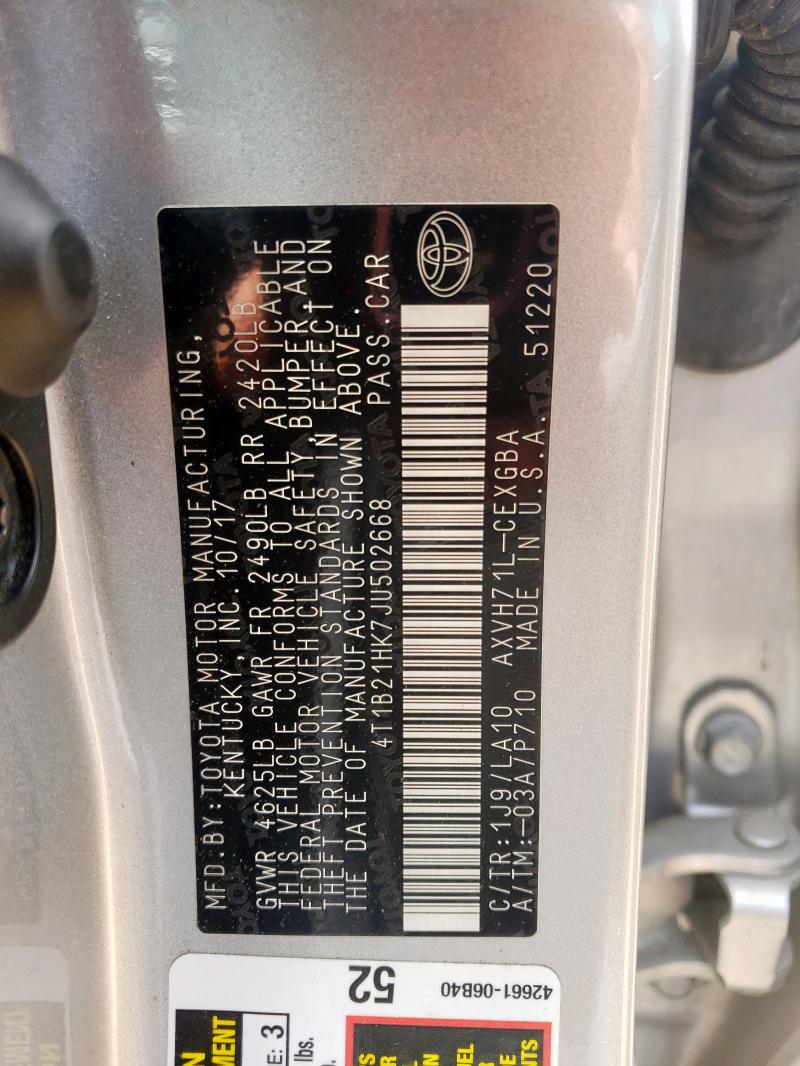 MFD.BY:TOYOTA MOTOR MANUFACTURING,
KENTUCKY, INC. 10/17
GVWR 4625LB GAWR FR 2490LB RR 2420LB
THIS VEHICLE CONFORMS TO ALL APPLICABLE
FEDERAL MOTOR VEHICLE SAFETY, BUMPER, AND
THEFT PREVENTION STANDARDS IN EFFECT ON
THE DATE OF MANUFACTURE SHOWN ABOVE.
4T1B21HK7JU502668 PASS.CAR
C/TR:1J9/LA10 AXVH71L-CEXGBA
A/TM:-03A/P710 MADE IN U.S.A. 51220
52
42661-06B40
E: 3
lbs.